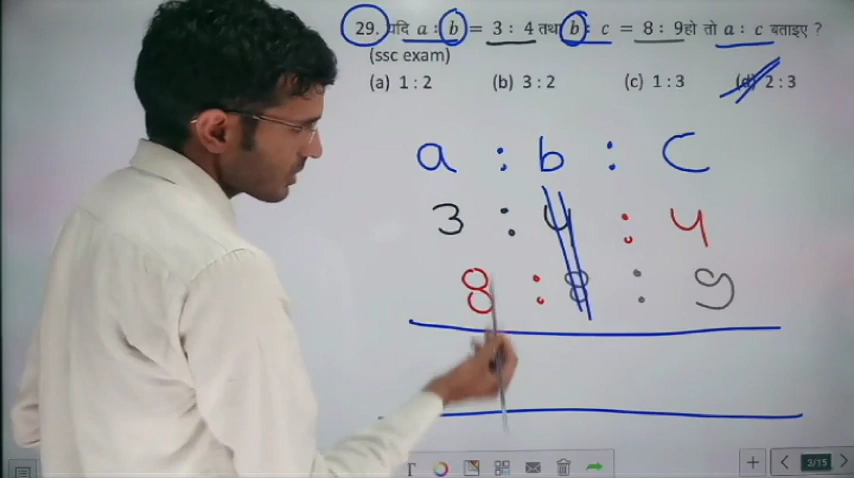 29. यदि a : b = 3 : 4 तथा b : c = 8 : 9 हो तो a : c बताइए ?
(ssc exam)
(a) 1 : 2 (b) 3 : 2 (c) 1 : 3 (d) 2 : 3
a : b : c
3 : 4 : 4
8 : 8 : 9
3/15